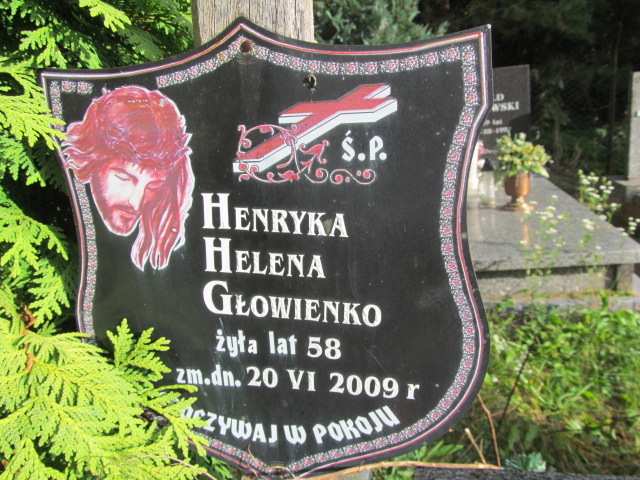 Ś.P.
HENRYKA
HELENA
GŁOWIENKO
żyła lat 58
zm.dn. 20 VI 2009 r
W POKOJU